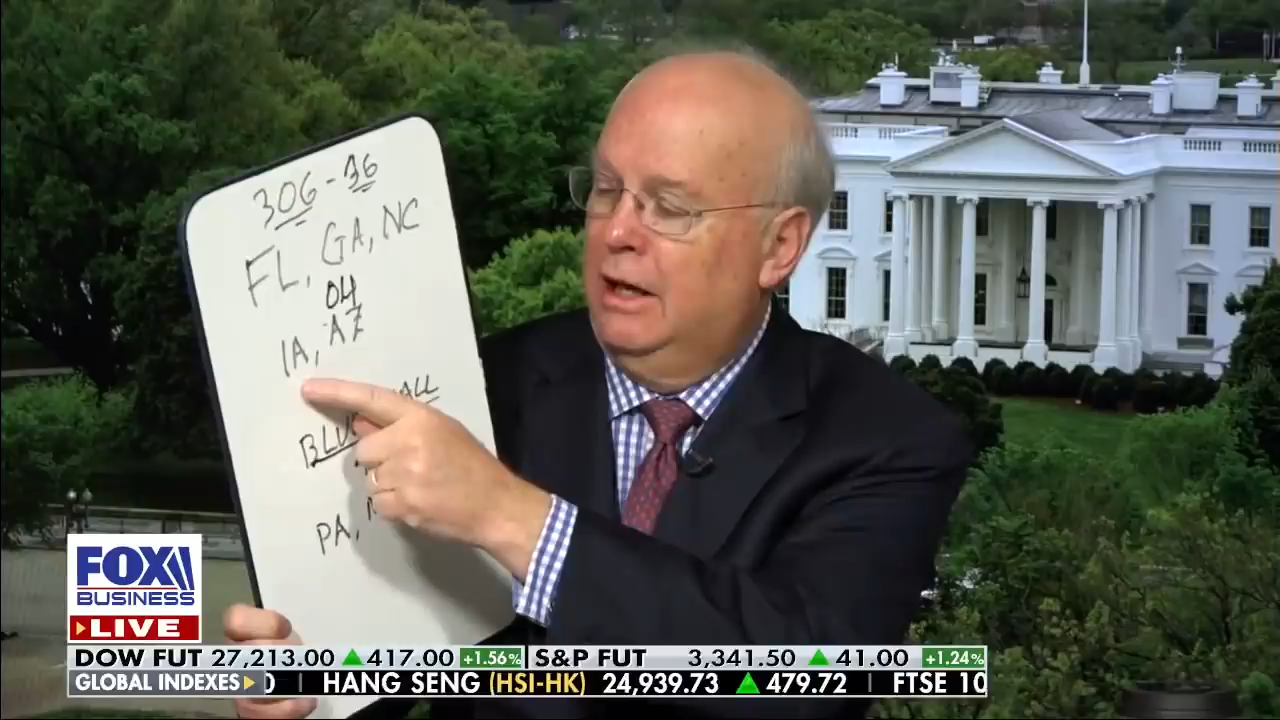 306-36
FL, GA, NC
OH
IA, AZ
ALL
PA,
FOX
BUSINESS
LIVE
DOW FUT 27,213.00 ▲417.00 +1.56% S&P FUT 3,341.50 ▲ 41.00 +1.24%
GLOBAL INDEXES HANG SENG (HSI-HK) 24,939.73 ▲ 479.72 | FTSE 10